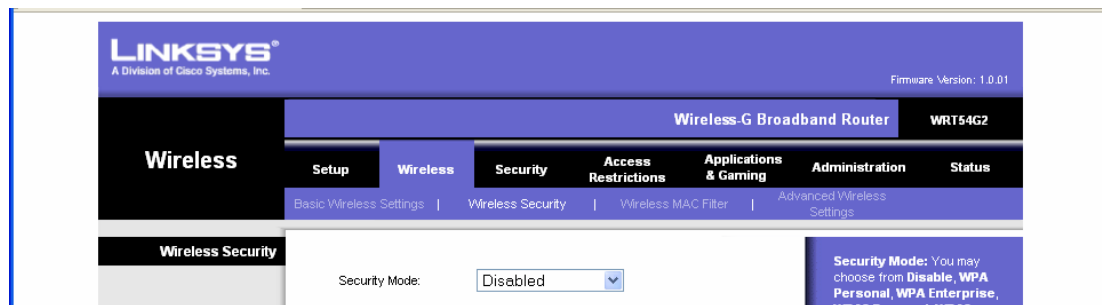 LINKSYS®
A Division of Cisco Systems, Inc.
Firmware Version: 1.0.01
Wireless-G Broadband Router WRT54G2
Wireless
Setup Wireless Security Access Restrictions Applications & Gaming Administration Status
Basic Wireless Settings | Wireless Security | Wireless MAC Filter | Advanced Wireless Settings
Wireless Security
Security Mode: Disabled
Security Mode: You may
choose from Disable, WPA
Personal, WPA Enterprise,